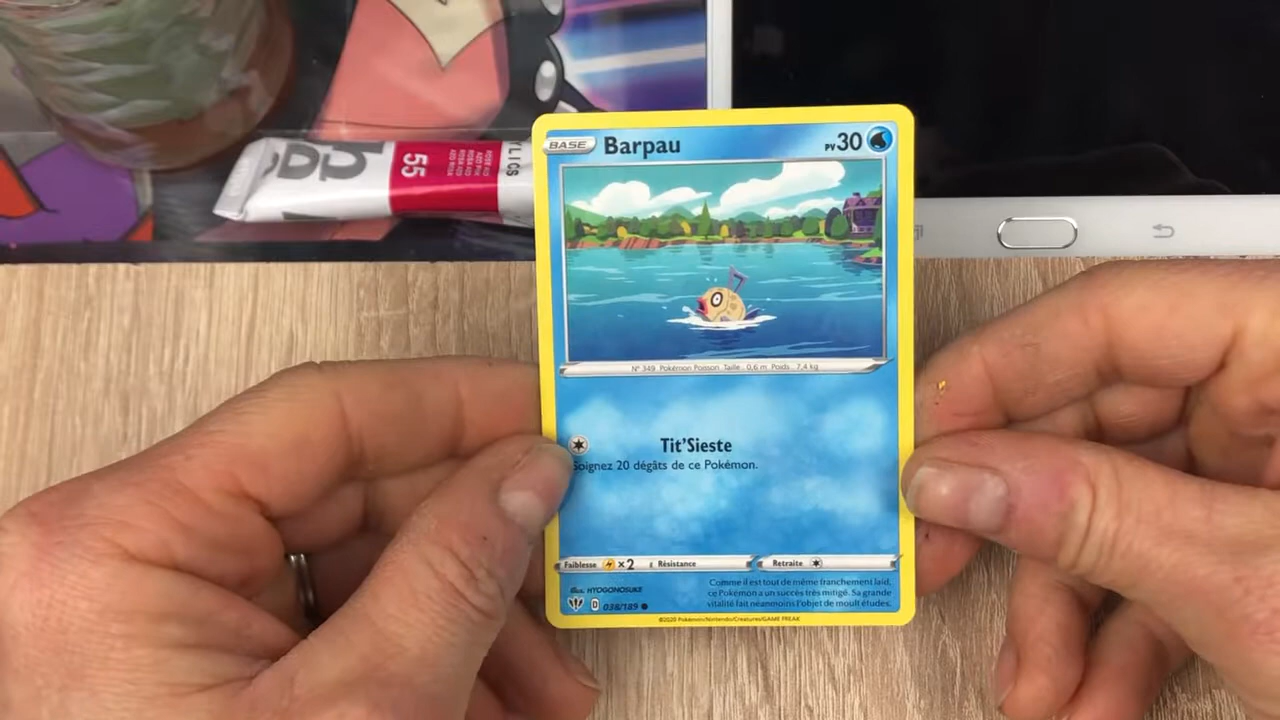 55
YLICS
BASE Barpau PV 30
N° 349 Pokémon Poisson Taille : 0,6 m Poids : 7,4 kg
Tit'Sieste
Soignez 20 dégâts de ce Pokémon.
Faiblesse ×2 Résistance Retraite
Comme il est tout de même franchement laid,
ce Pokémon a un succès très mitigé. Sa grande
vitalité fait néanmoins l'objet de moult études.
Illus. HYOGONOSUKE
D 038/189
©2020 Pokémon/Nintendo/Creatures/GAME FREAK